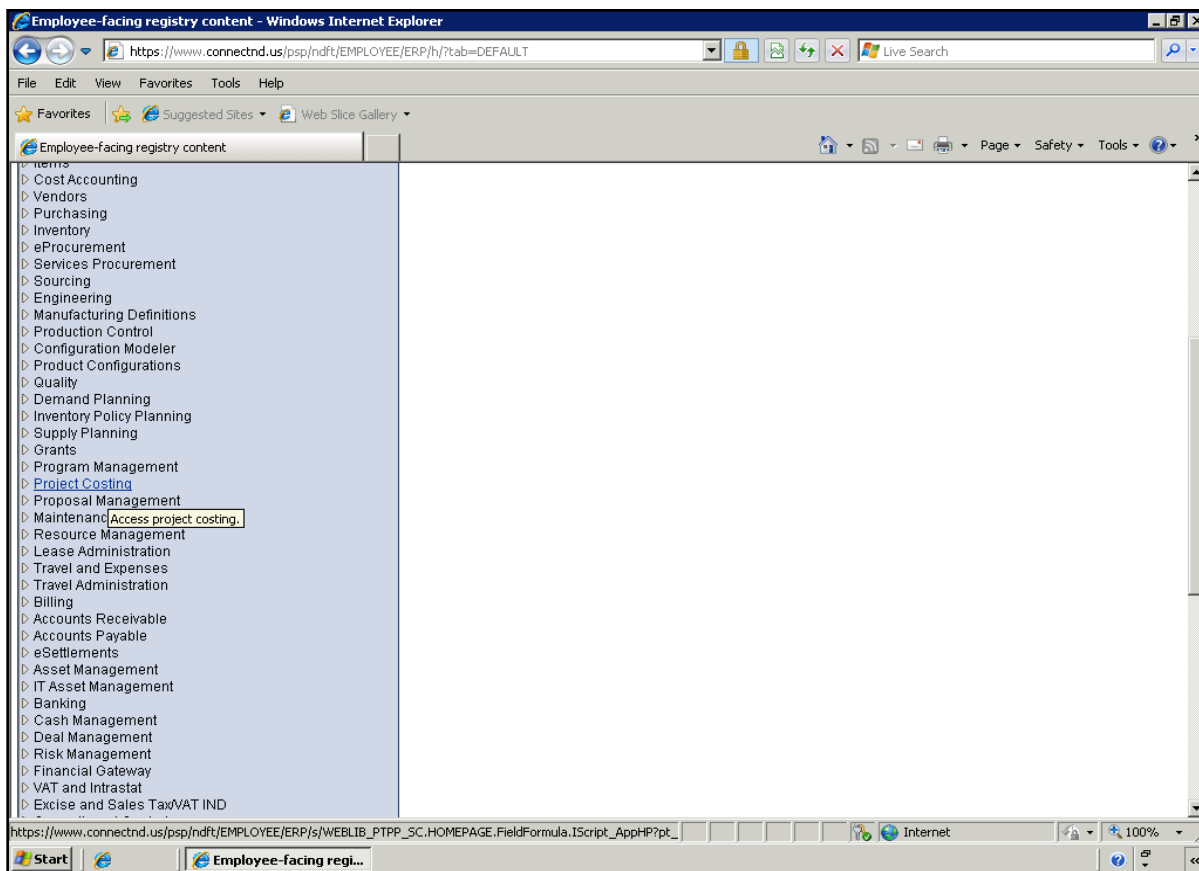 Employee-facing registry content - Windows Internet Explorer
https://www.connectnd.us/psp/ndft/EMPLOYEE/ERP/h/?tab=DEFAULT
Live Search
File Edit View Favorites Tools Help
Favorites Suggested Sites Web Slice Gallery
Employee-facing registry content
Page Safety Tools
Items
Cost Accounting
Vendors
Purchasing
Inventory
eProcurement
Services Procurement
Sourcing
Engineering
Manufacturing Definitions
Production Control
Configuration Modeler
Product Configurations
Quality
Demand Planning
Inventory Policy Planning
Supply Planning
Grants
Program Management
Project Costing
Proposal Management
Maintenanc
Access project costing.
Resource Management
Lease Administration
Travel and Expenses
Travel Administration
Billing
Accounts Receivable
Accounts Payable
eSettlements
Asset Management
IT Asset Management
Banking
Cash Management
Deal Management
Risk Management
Financial Gateway
VAT and Intrastat
Excise and Sales Tax/VAT IND
https://www.connectnd.us/psp/ndft/EMPLOYEE/ERP/s/WEBLIB_PTPP_SC.HOMEPAGE.FieldFormula.IScript_AppHP?pt_
Internet
100%
Start
Employee-facing regi...